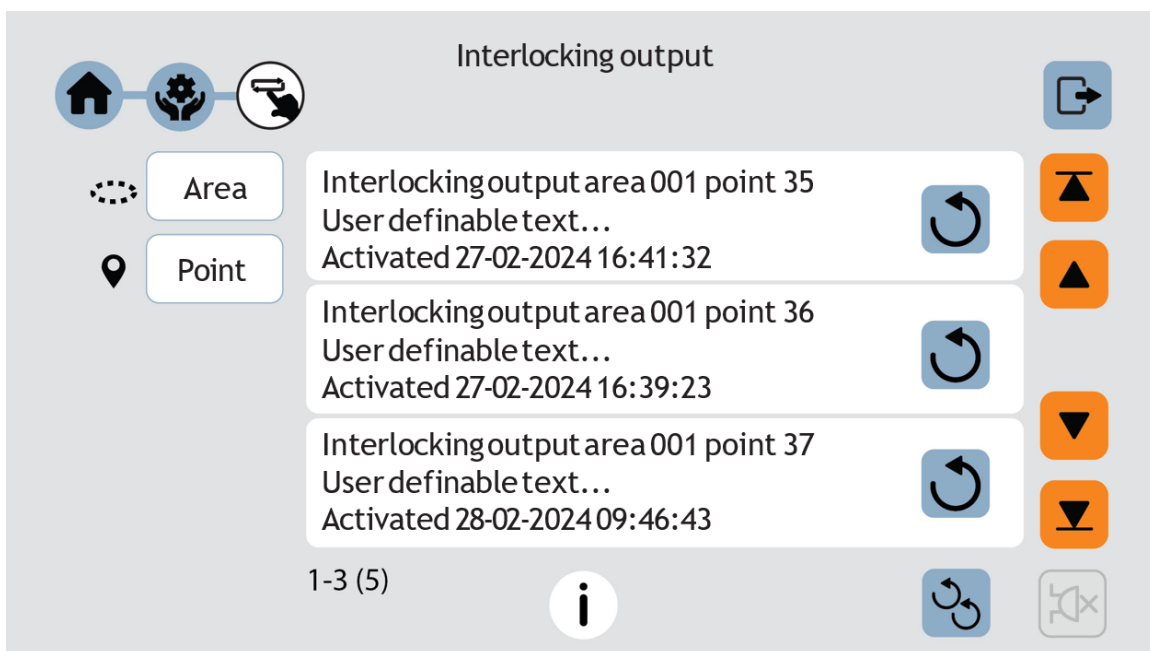 Interlocking output
Area
Point
Interlocking output area 001 point 35
User definable text...
Activated 27-02-2024 16:41:32
Interlocking output area 001 point 36
User definable text...
Activated 27-02-2024 16:39:23
Interlocking output area 001 point 37
User definable text...
Activated 28-02-2024 09:46:43
1-3 (5)
i